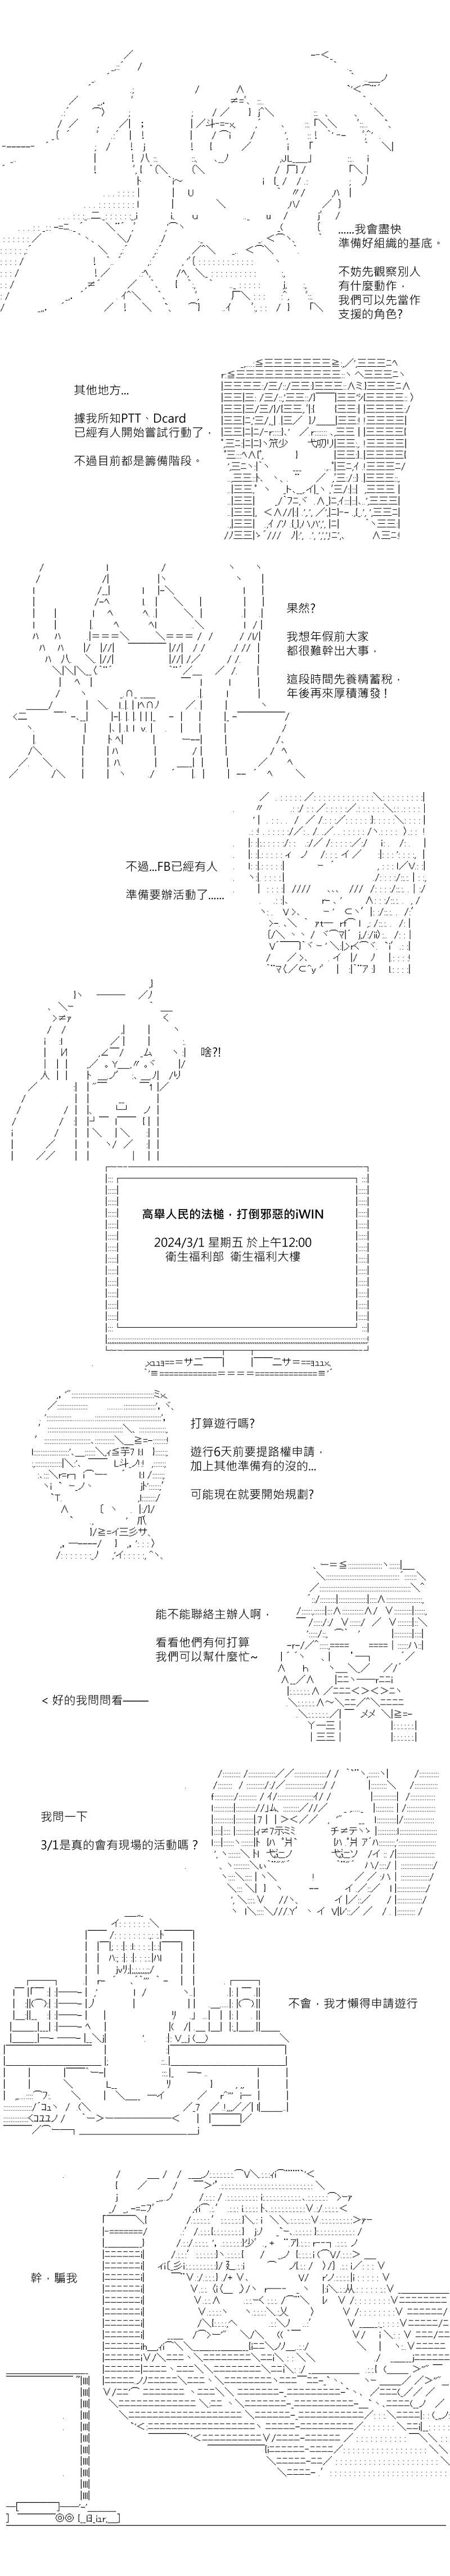 ......我會盡快
準備好組織的基底。
不妨先觀察別人
有什麼動作，
我們可以先當作
支援的角色?
其他地方...
據我所知PTT、Dcard
已經有人開始嘗試行動了，
不過目前都是籌備階段。
果然?
我想年假前大家
都很難幹出大事，
這段時間先養精蓄稅，
年後再來厚積薄發！
不過...FB已經有人
準備要辦活動了......
啥?!
高舉人民的法槌，打倒邪惡的iWIN
2024/3/1 星期五 於上午12:00
衛生福利部 衛生福利大樓
打算遊行嗎?
遊行6天前要提路權申請，
加上其他準備有的沒的...
可能現在就要開始規劃?
能不能聯絡主辦人啊，
看看他們有何打算
我們可以幫什麼忙~
< 好的我問問看——
我問一下
3/1是真的會有現場的活動嗎？
不會，我才懶得申請遊行
幹，騙我